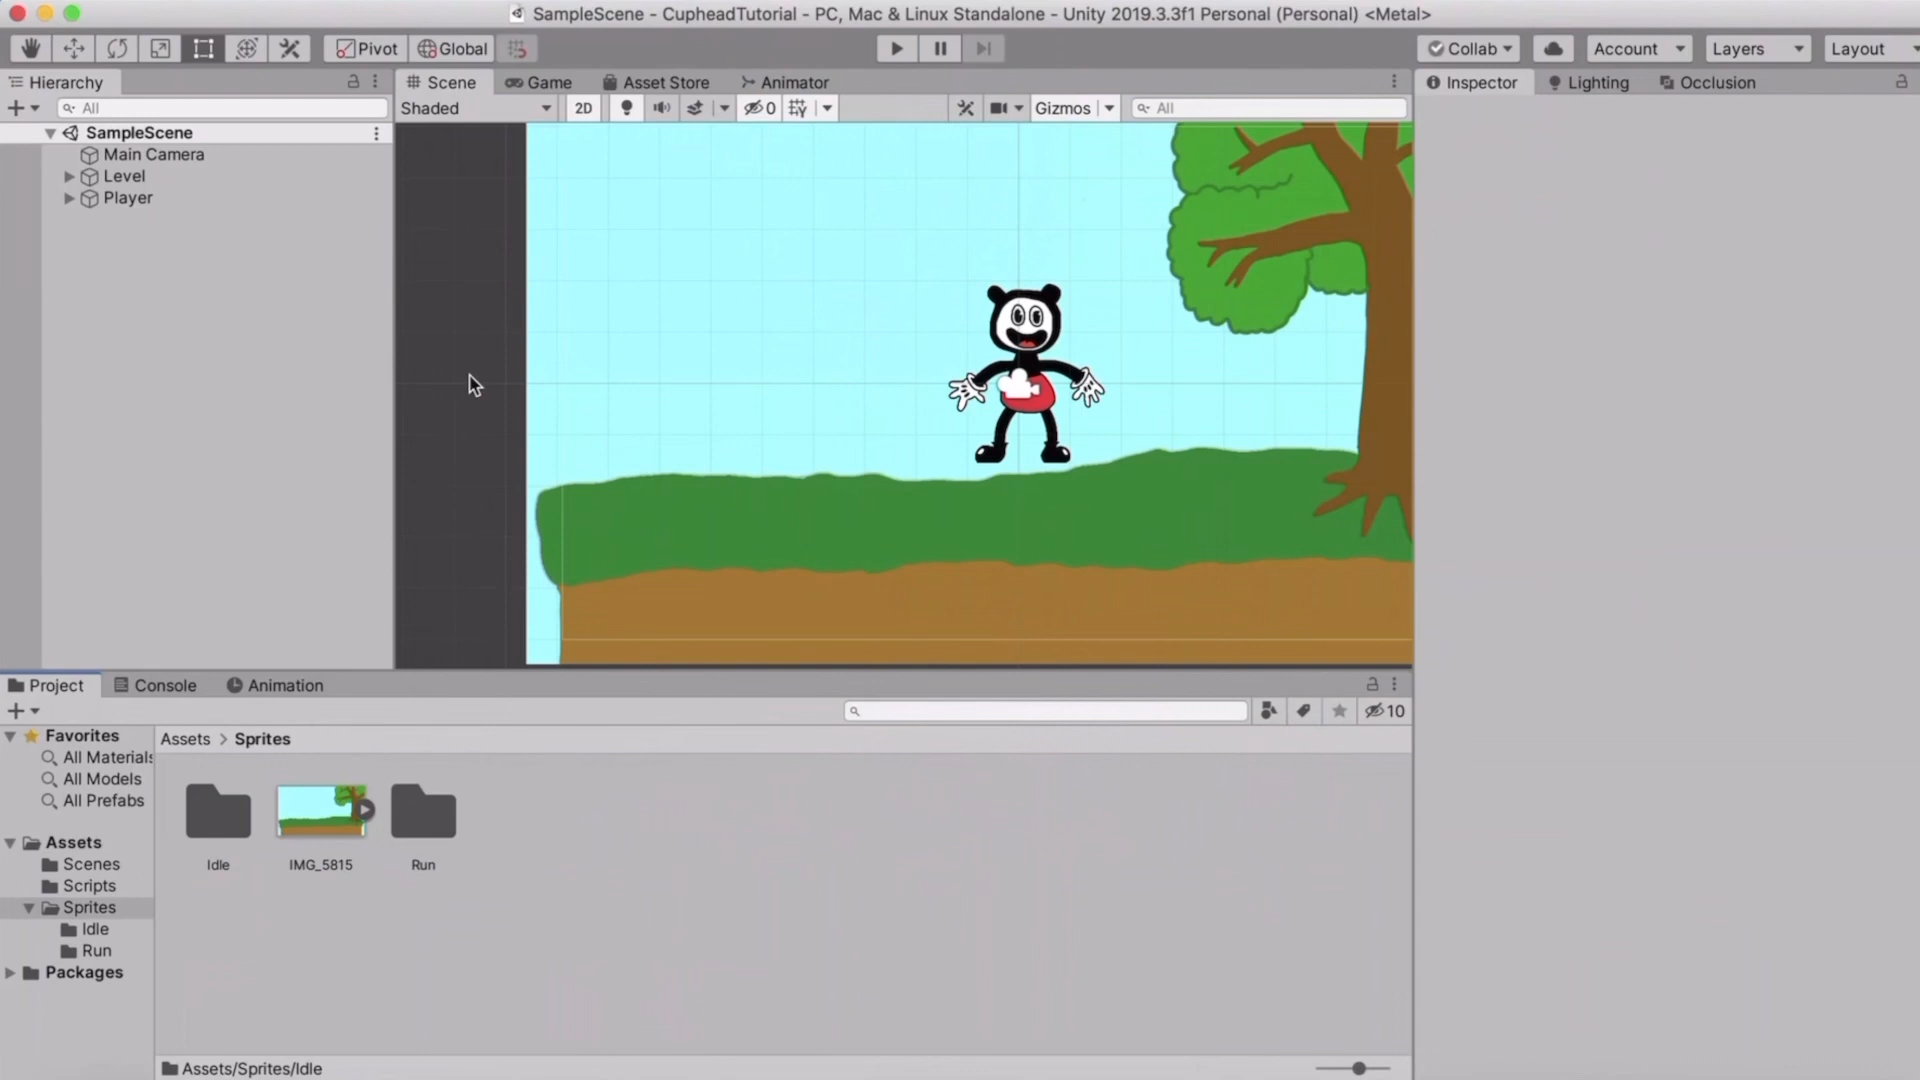 SampleScene - CupheadTutorial - PC, Mac & Linux Standalone - Unity 2019.3.3f1 Personal (Personal) <Metal>
Pivot Global Collab Account Layers Layout
Hierarchy Scene Game Asset Store Animator Inspector Lighting Occlusion
All Shaded 2D 0 Gizmos All
SampleScene
Main Camera
Level
Player
Project Console Animation
10
Favorites
All Materials
All Models
All Prefabs
Assets
Scenes
Scripts
Sprites
Idle
Run
Packages
Assets > Sprites
Idle IMG_5815 Run
Assets/Sprites/Idle